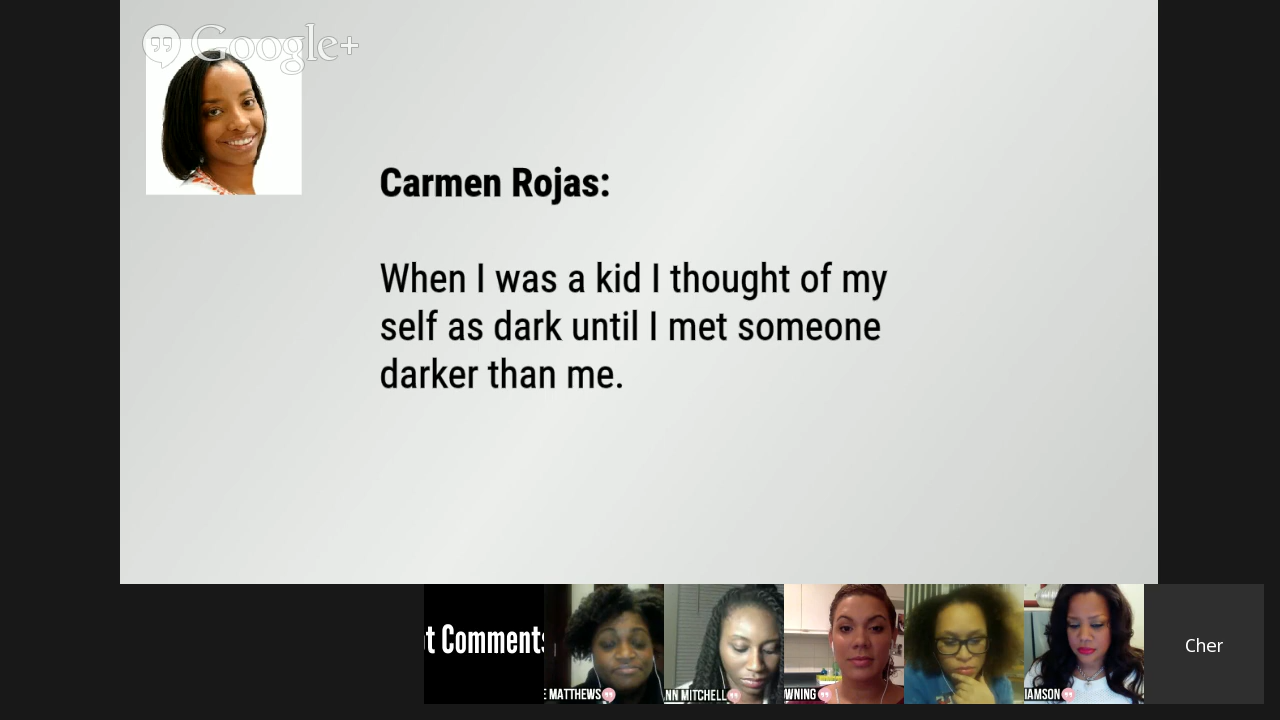 Google+
Carmen Rojas:
When I was a kid I thought of my
self as dark until I met someone
darker than me.
t Comments
E MATTHEWS
NN MITCHELL
WNING
IAMSON
Cher